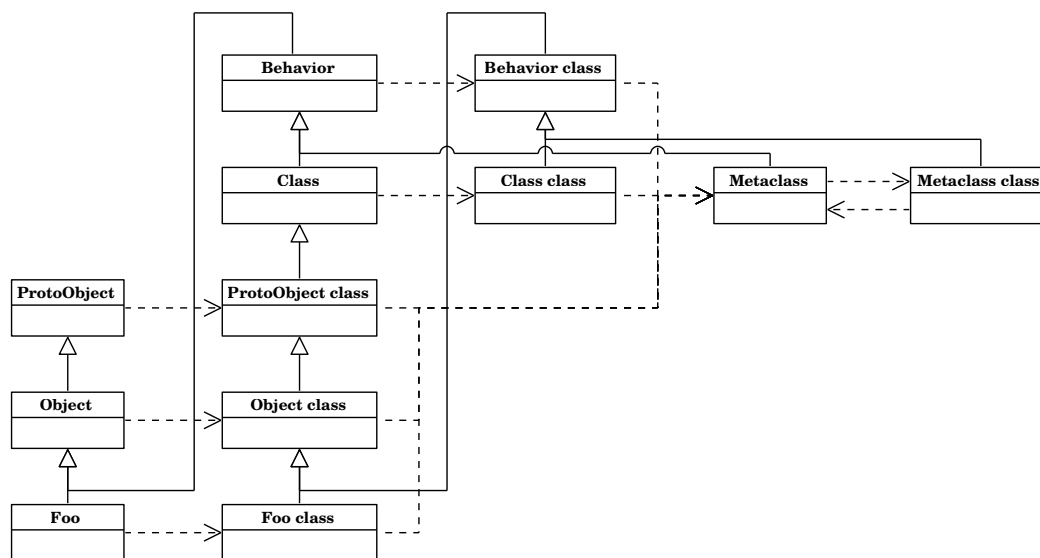 Behavior
Behavior class
Class
Class class
Metaclass
Metaclass class
ProtoObject
ProtoObject class
Object
Object class
Foo
Foo class